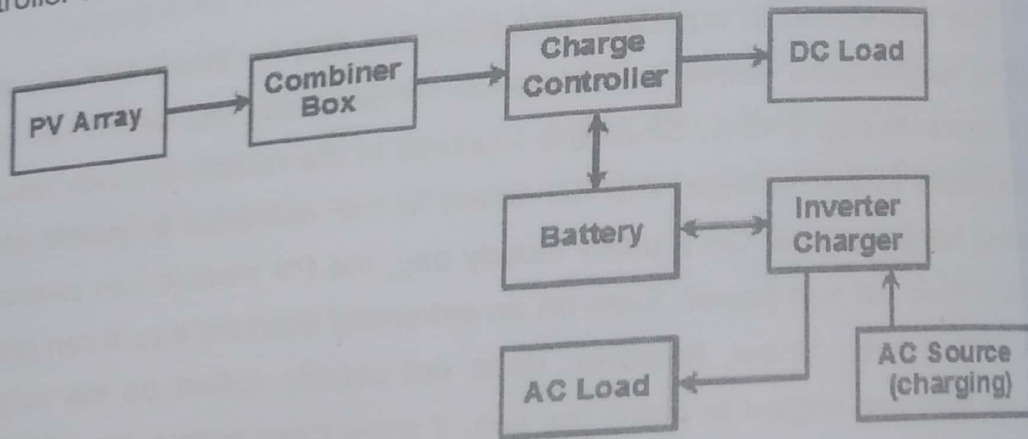 PV Array
Combiner
Box
Charge
Controller
DC Load
Battery
Inverter
Charger
AC Load
AC Source
(charging)